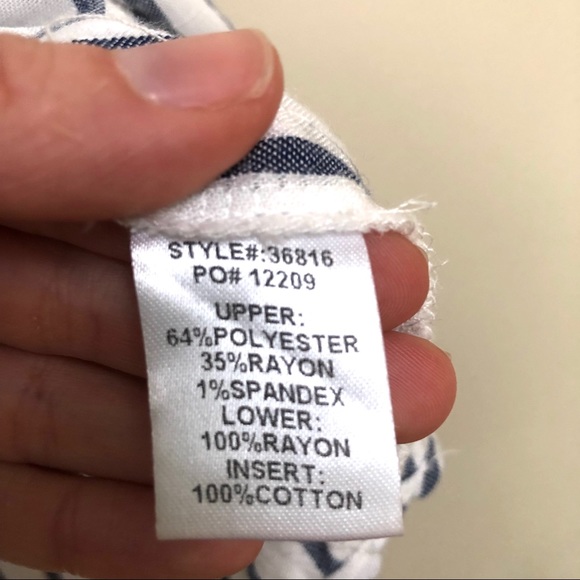 STYLE#:36816
PO# 12209
UPPER:
64%POLYESTER
35%RAYON
1%SPANDEX
LOWER:
100%RAYON
INSERT:
100%COTTON